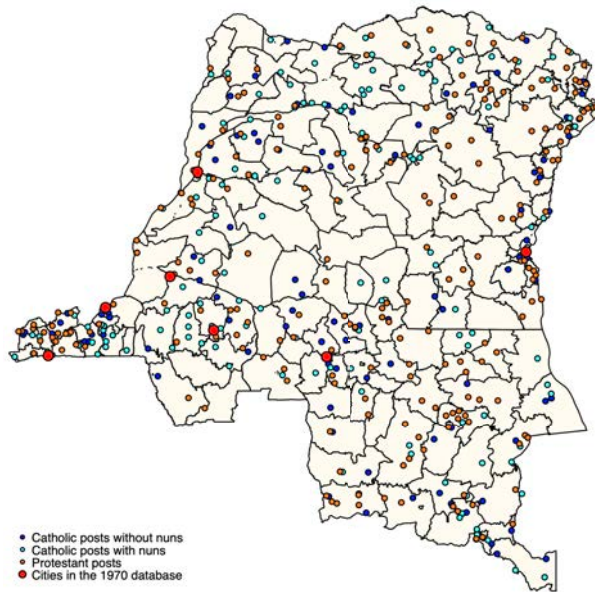 Catholic posts without nuns
Catholic posts with nuns
Protestant posts
Cities in the 1970 database